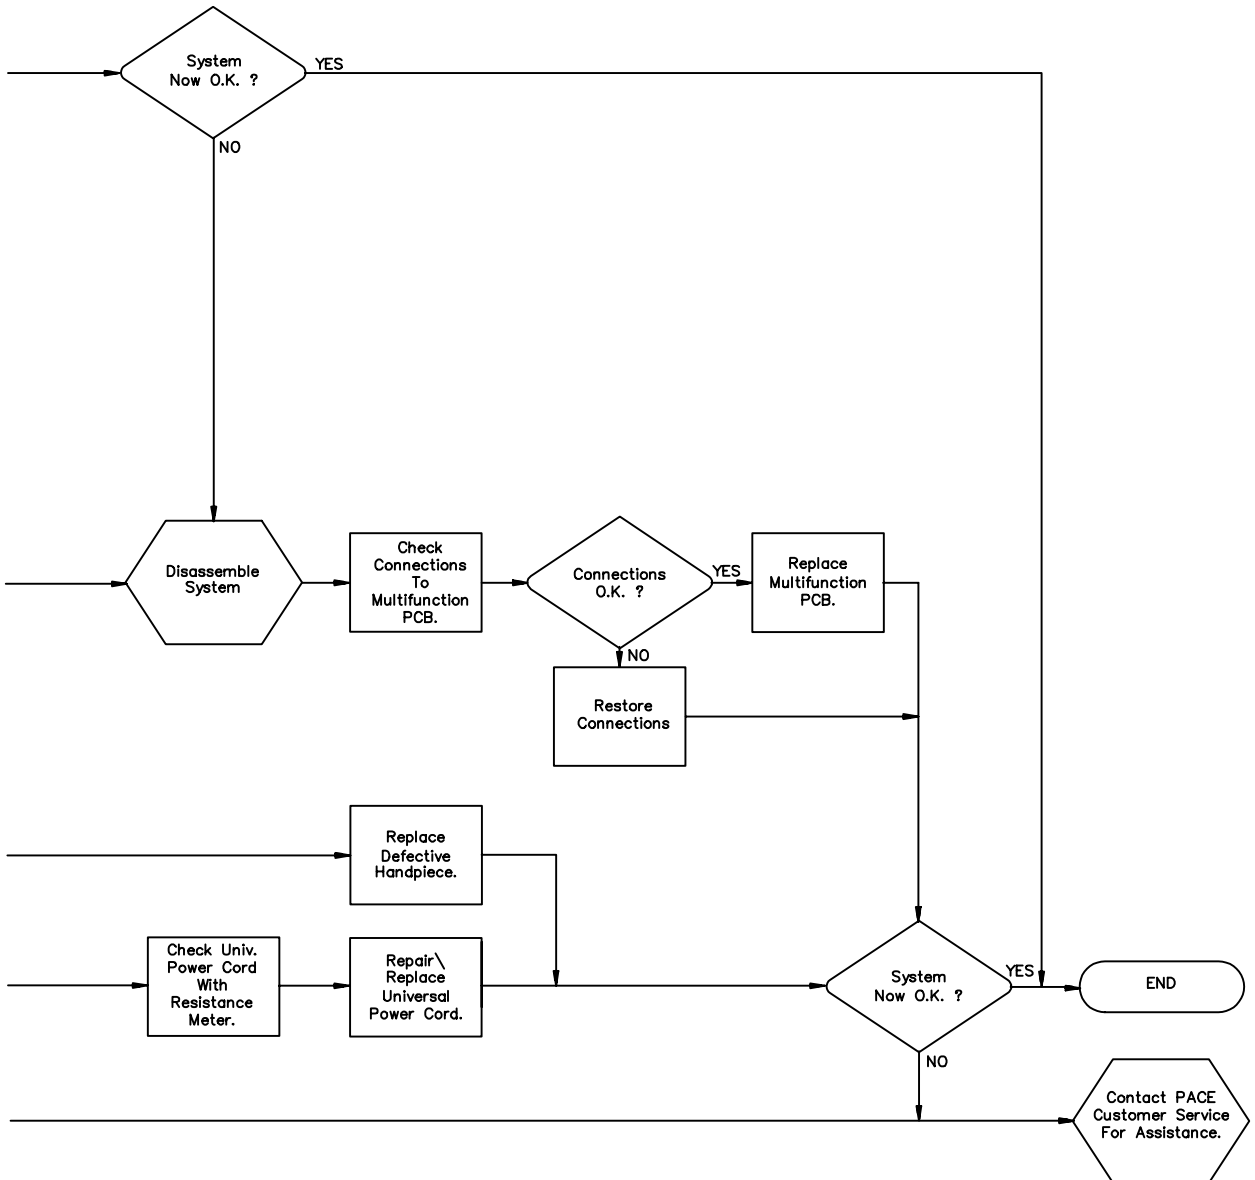 System
Now O.K. ?
YES
NO
Disassemble
System
Check
Connections
To
Multifunction
PCB.
Connections
O.K. ?
YES
NO
Replace
Multifunction
PCB.
Restore
Connections
Replace
Defective
Handpiece.
Check Univ.
Power Cord
With
Resistance
Meter.
Repair\
Replace
Universal
Power Cord.
System
Now O.K. ?
YES
NO
END
Contact PACE
Customer Service
For Assistance.